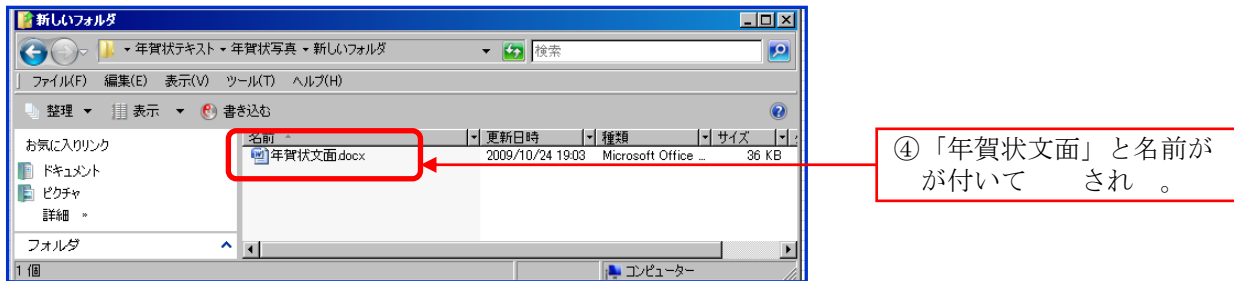 新しいフォルダ
▾ 年賀状テキスト ▾ 年賀状写真 ▾ 新しいフォルダ
検索
ファイル(F) 編集(E) 表示(V) ツール(T) ヘルプ(H)
整理 ▼ 表示 ▼ 書き込む
お気に入りリンク
ドキュメント
ピクチャ
詳細 »
フォルダ
名前 更新日時 種類 サイズ
年賀状文面.docx 2009/10/24 19:03 Microsoft Office ... 36 KB
1 個
コンピューター
④「年賀状文面」と名前が
が付いて され 。